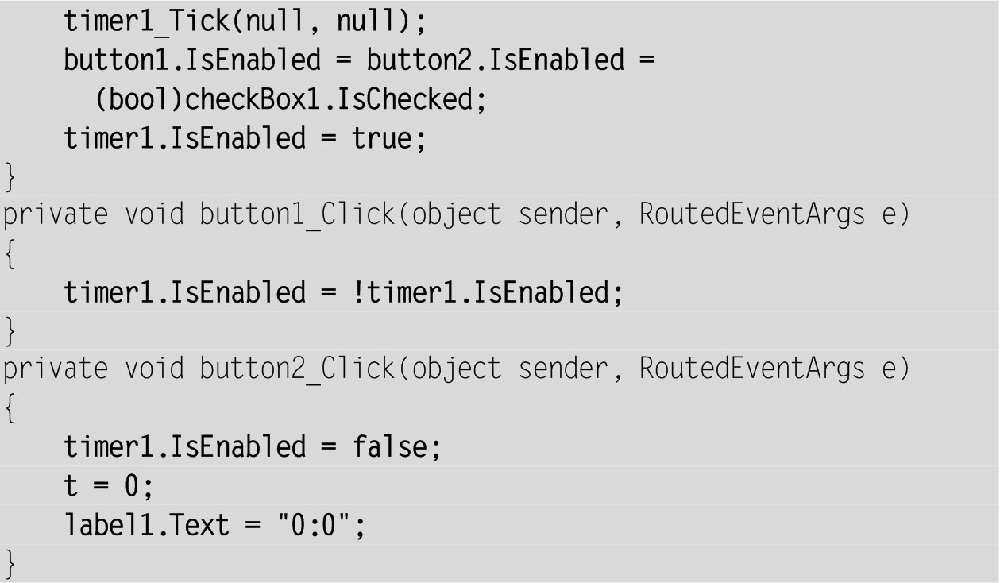 timer1_Tick(null, null);
button1.IsEnabled = button2.IsEnabled =
(bool)checkBox1.IsChecked;
timer1.IsEnabled = true;
}
private void button1_Click(object sender, RoutedEventArgs e)
{
timer1.IsEnabled = !timer1.IsEnabled;
}
private void button2_Click(object sender, RoutedEventArgs e)
{
timer1.IsEnabled = false;
t = 0;
label1.Text = "0:0";
}